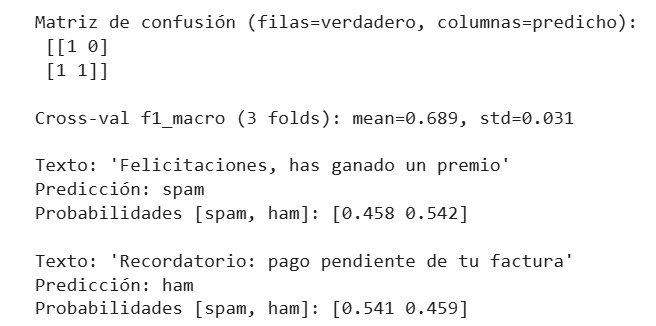 Matriz de confusión (filas=verdadero, columnas=predicho):
[[1 0]
[1 1]]
Cross-val f1_macro (3 folds): mean=0.689, std=0.031
Texto: 'Felicitaciones, has ganado un premio'
Predicción: spam
Probabilidades [spam, ham]: [0.458 0.542]
Texto: 'Recordatorio: pago pendiente de tu factura'
Predicción: ham
Probabilidades [spam, ham]: [0.541 0.459]